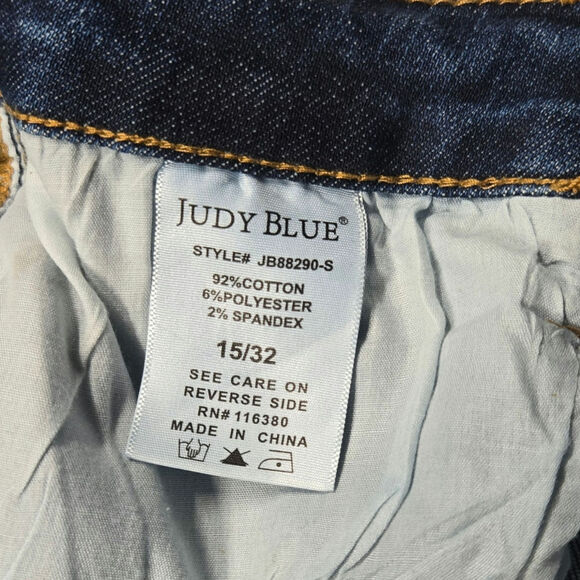 JUDY BLUE®
STYLE# JB88290-S
92%COTTON
6%POLYESTER
2% SPANDEX
15/32
SEE CARE ON
REVERSE SIDE
RN# 116380
MADE IN CHINA